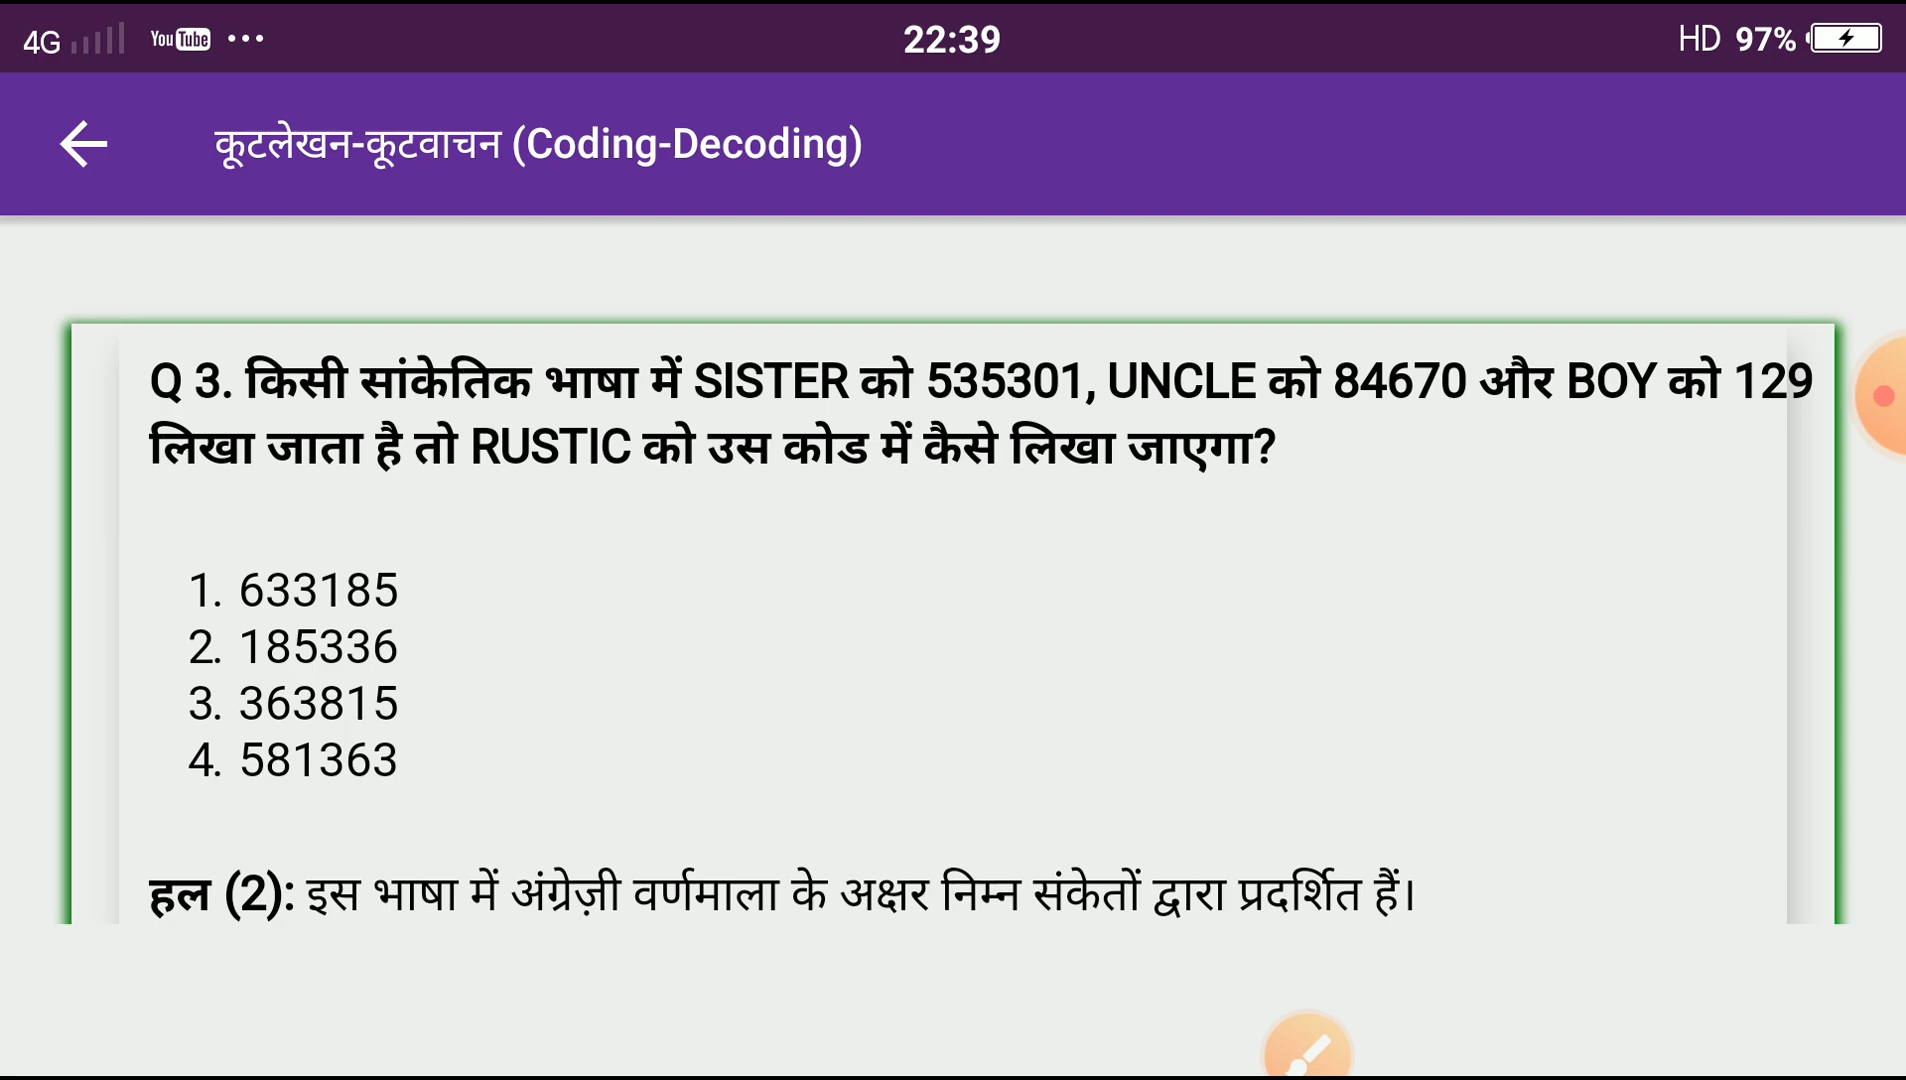 4G YouTube ••• 22:39 HD 97%
कूटलेखन-कूटवाचन (Coding-Decoding)
Q 3. किसी सांकेतिक भाषा में SISTER को 535301, UNCLE को 84670 और BOY को 129
लिखा जाता है तो RUSTIC को उस कोड में कैसे लिखा जाएगा?
1. 633185
2. 185336
3. 363815
4. 581363
हल (2): इस भाषा में अंग्रेज़ी वर्णमाला के अक्षर निम्न संकेतों द्वारा प्रदर्शित हैं।